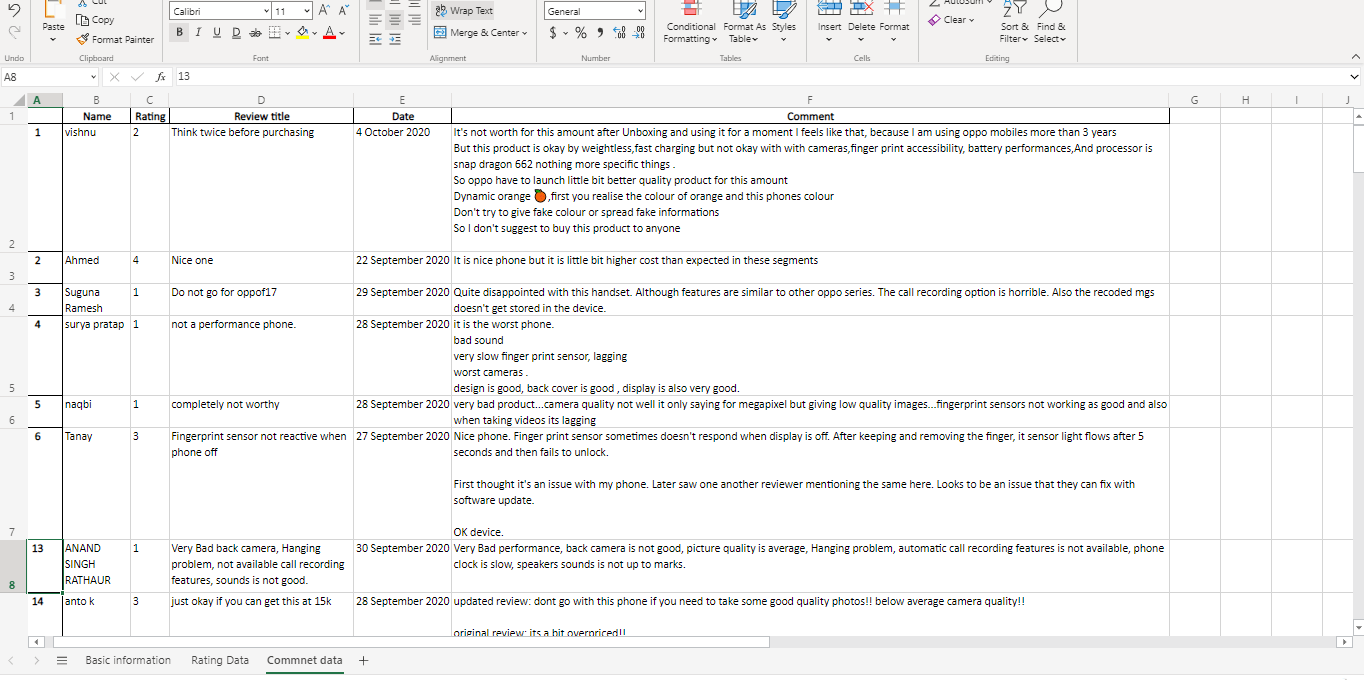 Cut
Copy
Paste
Format Painter
Undo
Clipboard
Calibri
11
A
A
B
I
U
D
ab
A
Font
Wrap Text
Merge & Center
Alignment
General
$
%
Number
Conditional
Formatting
Format As
Table
Styles
Tables
Insert
Delete
Format
Cells
AutoSum
Clear
Sort &
Filter
Find &
Select
Editing
A8
fx
13
A
B
C
D
E
F
G
H
I
J
1
Name
Rating
Review title
Date
Comment
1
vishnu
2
Think twice before purchasing
4 October 2020
It's not worth for this amount after Unboxing and using it for a moment I feels like that, because I am using oppo mobiles more than 3 years
But this product is okay by weightless,fast charging but not okay with with cameras,finger print accessibility, battery performances,And processor is
snap dragon 662 nothing more specific things .
So oppo have to launch little bit better quality product for this amount
Dynamic orange 🍊,first you realise the colour of orange and this phones colour
Don't try to give fake colour or spread fake informations
So I don't suggest to buy this product to anyone
2
2
Ahmed
4
Nice one
22 September 2020
It is nice phone but it is little bit higher cost than expected in these segments
3
3
Suguna
Ramesh
1
Do not go for oppof17
29 September 2020
Quite disappointed with this handset. Although features are similar to other oppo series. The call recording option is horrible. Also the recoded mgs
doesn't get stored in the device.
4
4
surya pratap
1
not a performance phone.
28 September 2020
it is the worst phone.
bad sound
very slow finger print sensor, lagging
worst cameras .
design is good, back cover is good , display is also very good.
5
5
naqbi
1
completely not worthy
28 September 2020
very bad product...camera quality not well it only saying for megapixel but giving low quality images...fingerprint sensors not working as good and also
when taking videos its lagging
6
6
Tanay
3
Fingerprint sensor not reactive when
phone off
27 September 2020
Nice phone. Finger print sensor sometimes doesn't respond when display is off. After keeping and removing the finger, it sensor light flows after 5
seconds and then fails to unlock.
First thought it's an issue with my phone. Later saw one another reviewer mentioning the same here. Looks to be an issue that they can fix with
software update.
OK device.
7
13
ANAND
SINGH
RATHAUR
1
Very Bad back camera, Hanging
problem, not available call recording
features, sounds is not good.
30 September 2020
Very Bad performance, back camera is not good, picture quality is average, Hanging problem, automatic call recording features is not available, phone
clock is slow, speakers sounds is not up to marks.
8
14
anto k
3
just okay if you can get this at 15k
28 September 2020
updated review: dont go with this phone if you need to take some good quality photos!! below average camera quality!!
original review: its a bit overpriced!!
Basic information
Rating Data
Commnet data